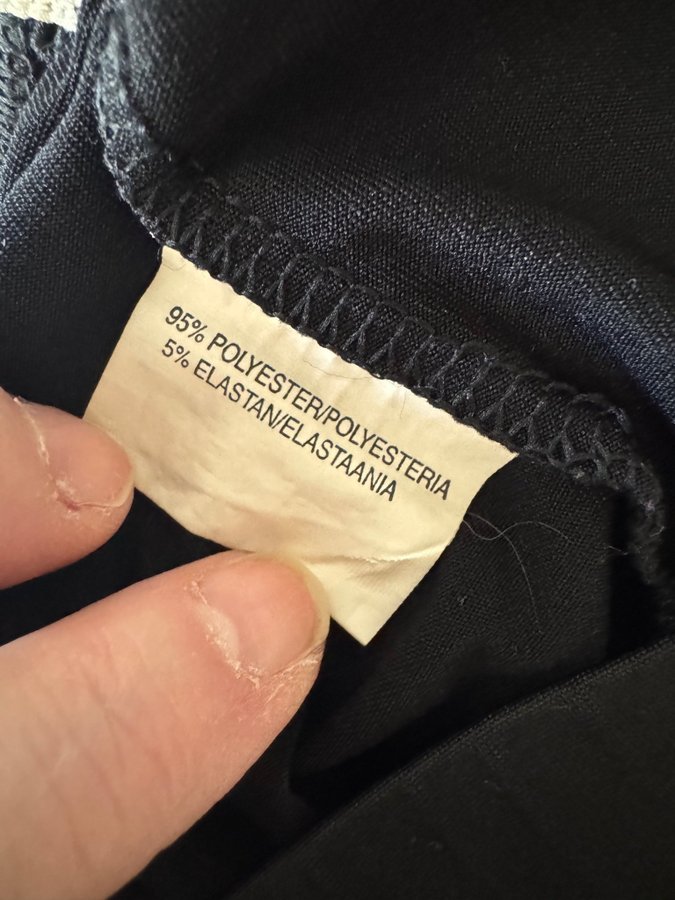 95% POLYESTER/POLYESTERIA
5% ELASTAN/ELASTAANIA